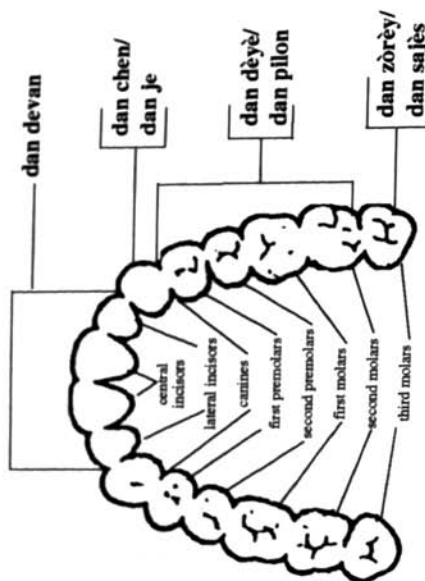 dan devan
dan chen/
dan je
dan dèyè/
dan pilon
dan zòrèy/
dan sajès
central
incisors
lateral incisors
canines
first premolars
second premolars
first molars
second molars
third molars